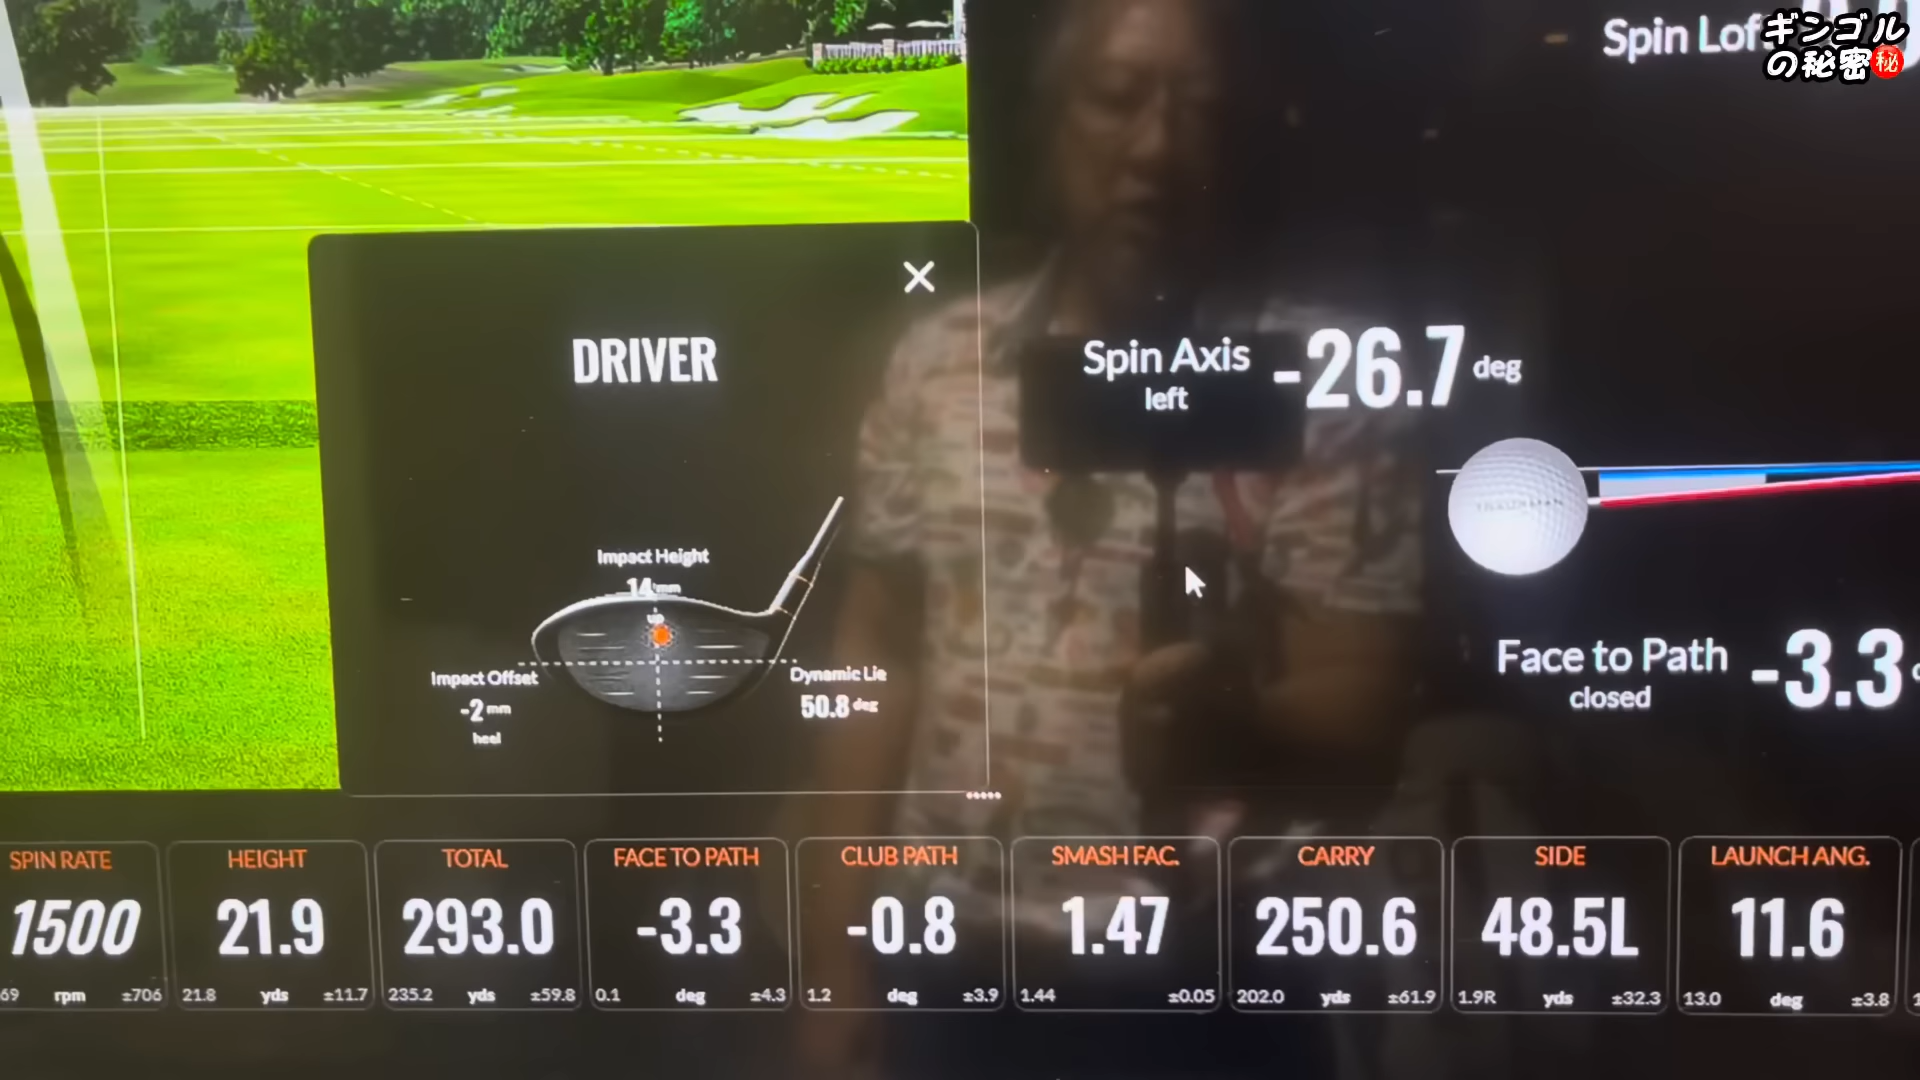 Spin Lof
ギンゴル
の秘密㊙
DRIVER
Spin Axis
left
-26.7 deg
Impact Height
14 mm
up
Impact Offset
-2 mm
heel
Dynamic Lie
50.8 deg
Face to Path
closed
-3.3
SPIN RATE
1500
69 rpm ±706
HEIGHT
21.9
21.8 yds ±11.7
TOTAL
293.0
235.2 yds ±59.8
FACE TO PATH
-3.3
0.1 deg ±4.3
CLUB PATH
-0.8
1.2 deg ±3.9
SMASH FAC.
1.47
1.44 ±0.05
CARRY
250.6
202.0 yds ±61.9
SIDE
48.5L
1.9R yds ±32.3
LAUNCH ANG.
11.6
13.0 deg ±3.8